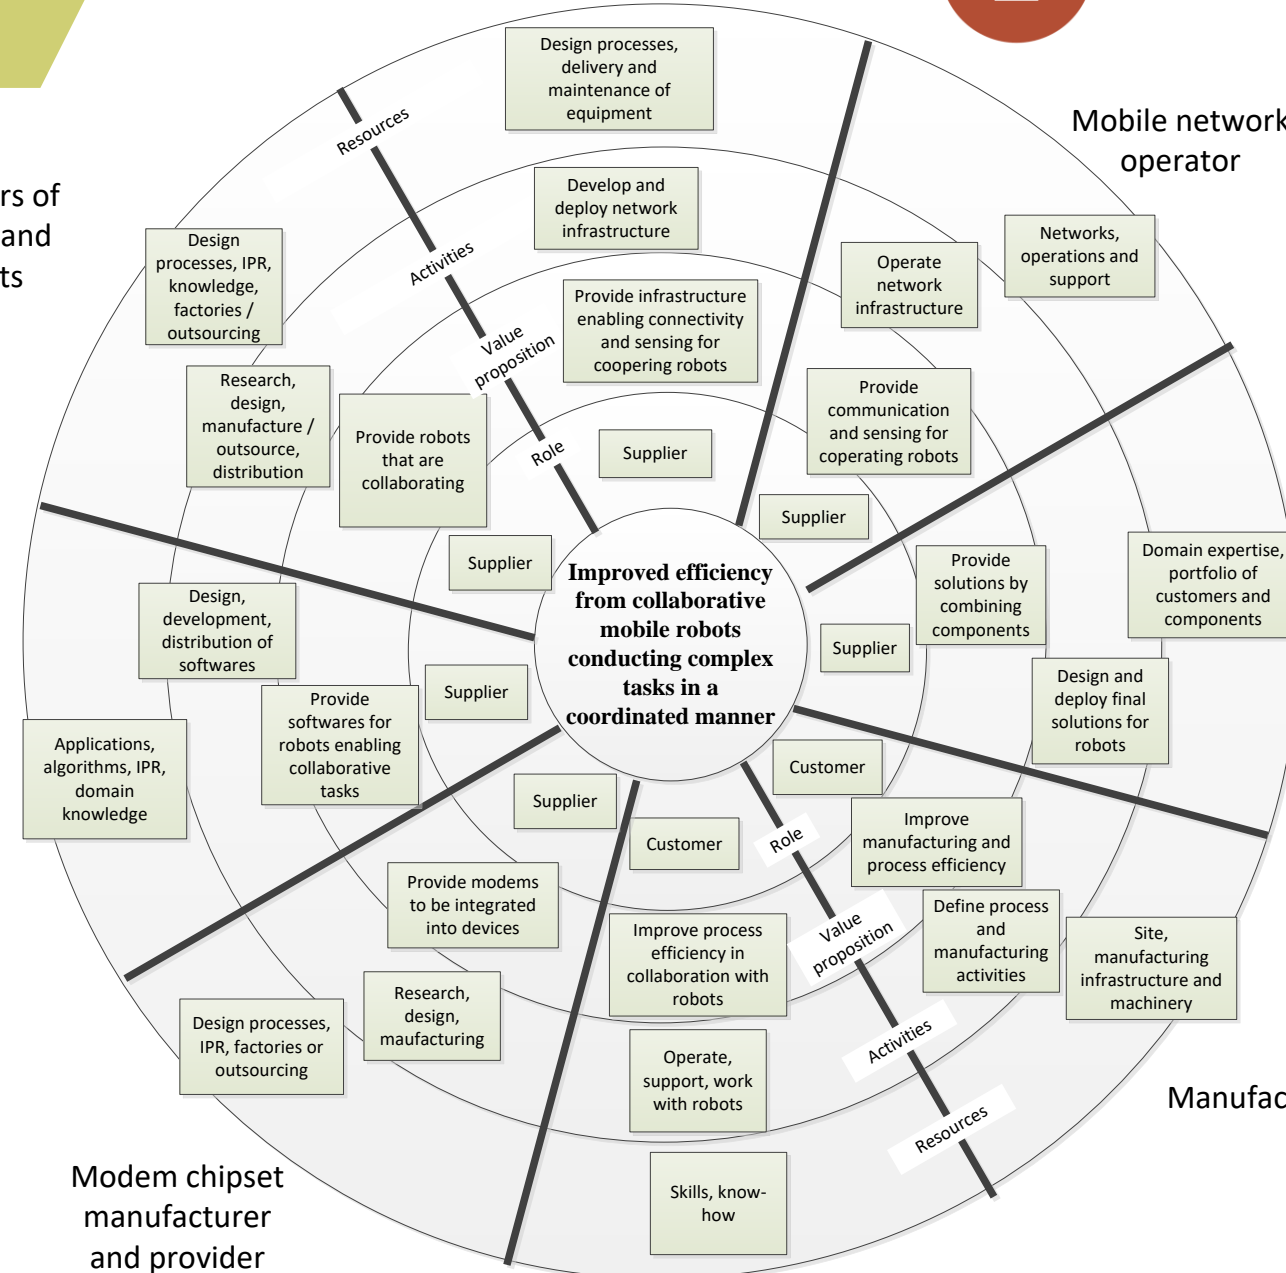 Design processes,
delivery and
maintenance of
equipment
Resources
Mobile network
operator
Develop and
deploy network
infrastructure
rs of
and
ts
Design
processes, IPR,
knowledge,
factories /
outsourcing
Activities
Networks,
operations and
support
Operate
network
infrastructure
Provide infrastructure
enabling connectivity
and sensing for
coopering robots
Value
proposition
Research,
design,
manufacture /
outsource,
distribution
Provide robots
that are
collaborating
Provide
communication
and sensing for
coperating robots
Role
Supplier
Supplier
Supplier
Improved efficiency
from collaborative
mobile robots
conducting complex
tasks in a
coordinated manner
Provide
solutions by
combining
components
Domain expertise,
portfolio of
customers and
components
Design,
development,
distribution of
softwares
Supplier
Supplier
Design and
deploy final
solutions for
robots
Provide
softwares for
robots enabling
collaborative
tasks
Applications,
algorithms, IPR,
domain
knowledge
Customer
Supplier
Customer
Role
Improve
manufacturing and
process efficiency
Provide modems
to be integrated
into devices
Improve process
efficiency in
collaboration with
robots
Value
proposition
Define process
and
manufacturing
activities
Site,
manufacturing
infrastructure and
machinery
Research,
design,
maufacturing
Design processes,
IPR, factories or
outsourcing
Activities
Operate,
support, work
with robots
Resources
Manufac
Modem chipset
manufacturer
and provider
Skills, know-
how